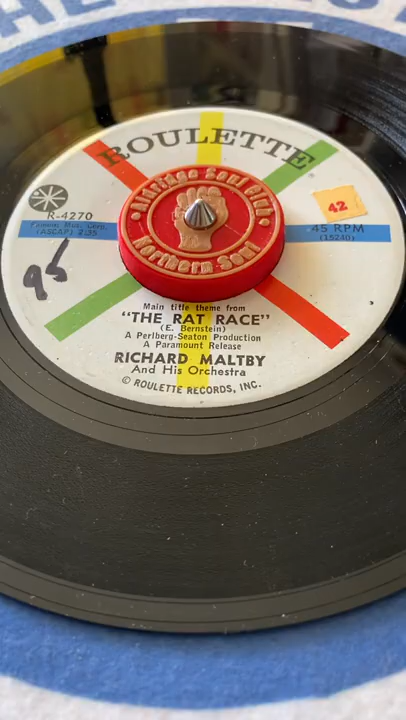 ROULETTE
R-4270
Famous Mus. Corp.
(ASCAP) 2:35
42
45 RPM
(15240)
95
Aldridge Soul Club
Northern Soul
Main title theme from
"THE RAT RACE"
(E. Bernstein)
A Perlberg-Seaton Production
A Paramount Release
RICHARD MALTBY
And His Orchestra
© ROULETTE RECORDS, INC.